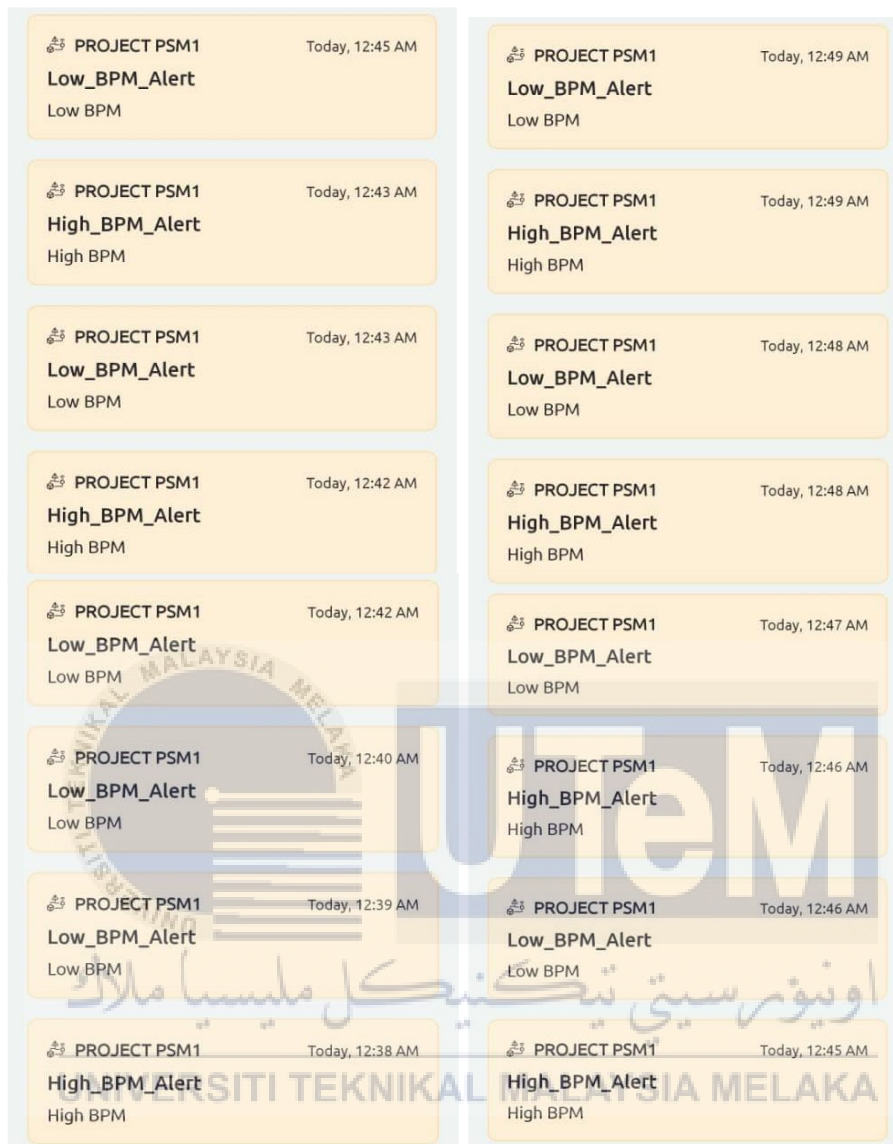 PROJECT PSM1 Today, 12:45 AM
Low_BPM_Alert
Low BPM
PROJECT PSM1 Today, 12:43 AM
High_BPM_Alert
High BPM
PROJECT PSM1 Today, 12:43 AM
Low_BPM_Alert
Low BPM
PROJECT PSM1 Today, 12:42 AM
High_BPM_Alert
High BPM
PROJECT PSM1 Today, 12:42 AM
Low_BPM_Alert
Low BPM
PROJECT PSM1 Today, 12:40 AM
Low_BPM_Alert
Low BPM
PROJECT PSM1 Today, 12:39 AM
Low_BPM_Alert
Low BPM
PROJECT PSM1 Today, 12:38 AM
High_BPM_Alert
High BPM
PROJECT PSM1 Today, 12:49 AM
Low_BPM_Alert
Low BPM
PROJECT PSM1 Today, 12:49 AM
High_BPM_Alert
High BPM
PROJECT PSM1 Today, 12:48 AM
Low_BPM_Alert
Low BPM
PROJECT PSM1 Today, 12:48 AM
High_BPM_Alert
High BPM
PROJECT PSM1 Today, 12:47 AM
Low_BPM_Alert
Low BPM
PROJECT PSM1 Today, 12:46 AM
High_BPM_Alert
High BPM
PROJECT PSM1 Today, 12:46 AM
Low_BPM_Alert
Low BPM
PROJECT PSM1 Today, 12:45 AM
High_BPM_Alert
High BPM
UNIVERSITI TEKNIKAL MALAYSIA MELAKA
UTeM
اونيۏرسيتي تيكنيكل مليسيا ملاك
UNIVERSITI TEKNIKAL MALAYSIA MELAKA